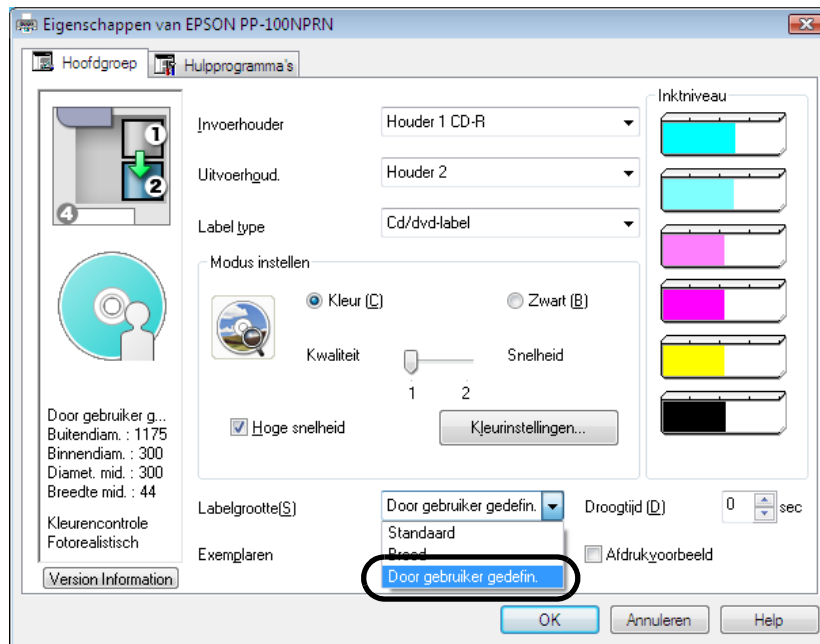 Eigenschappen van EPSON PP-100NPRN
Hoofdgroep
Hulpprogramma's
1
2
4
Door gebruiker g...
Buitendiam. : 1175
Binnendiam. : 300
Diamet. mid. : 300
Breedte mid. : 44
Kleurencontrole
Fotorealistisch
Version Information
Invoerhouder
Houder 1 CD-R
Uitvoerhoud.
Houder 2
Label type
Cd/dvd-label
Modus instellen
Kleur (C)
Zwart (B)
Kwaliteit
Snelheid
1 2
Hoge snelheid
Kleurinstellingen...
Inktniveau
Labelgrootte(S)
Door gebruiker gedefin.
Droogtijd (D)
0 sec
Standaard
Breed
Door gebruiker gedefin.
Exemplaren
Afdrukvoorbeeld
OK
Annuleren
Help